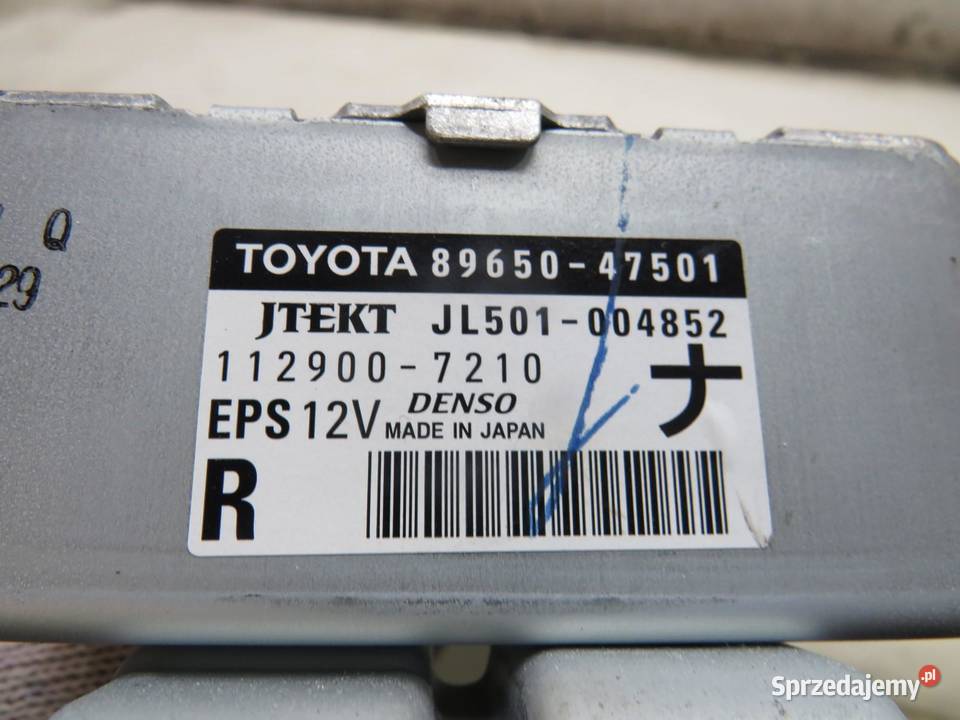 Q
29
TOYOTA 89650-47501
JTEKT JL501-004852
112900-7210
ナ
EPS 12V DENSO
MADE IN JAPAN
R
Sprzedajemy.pl